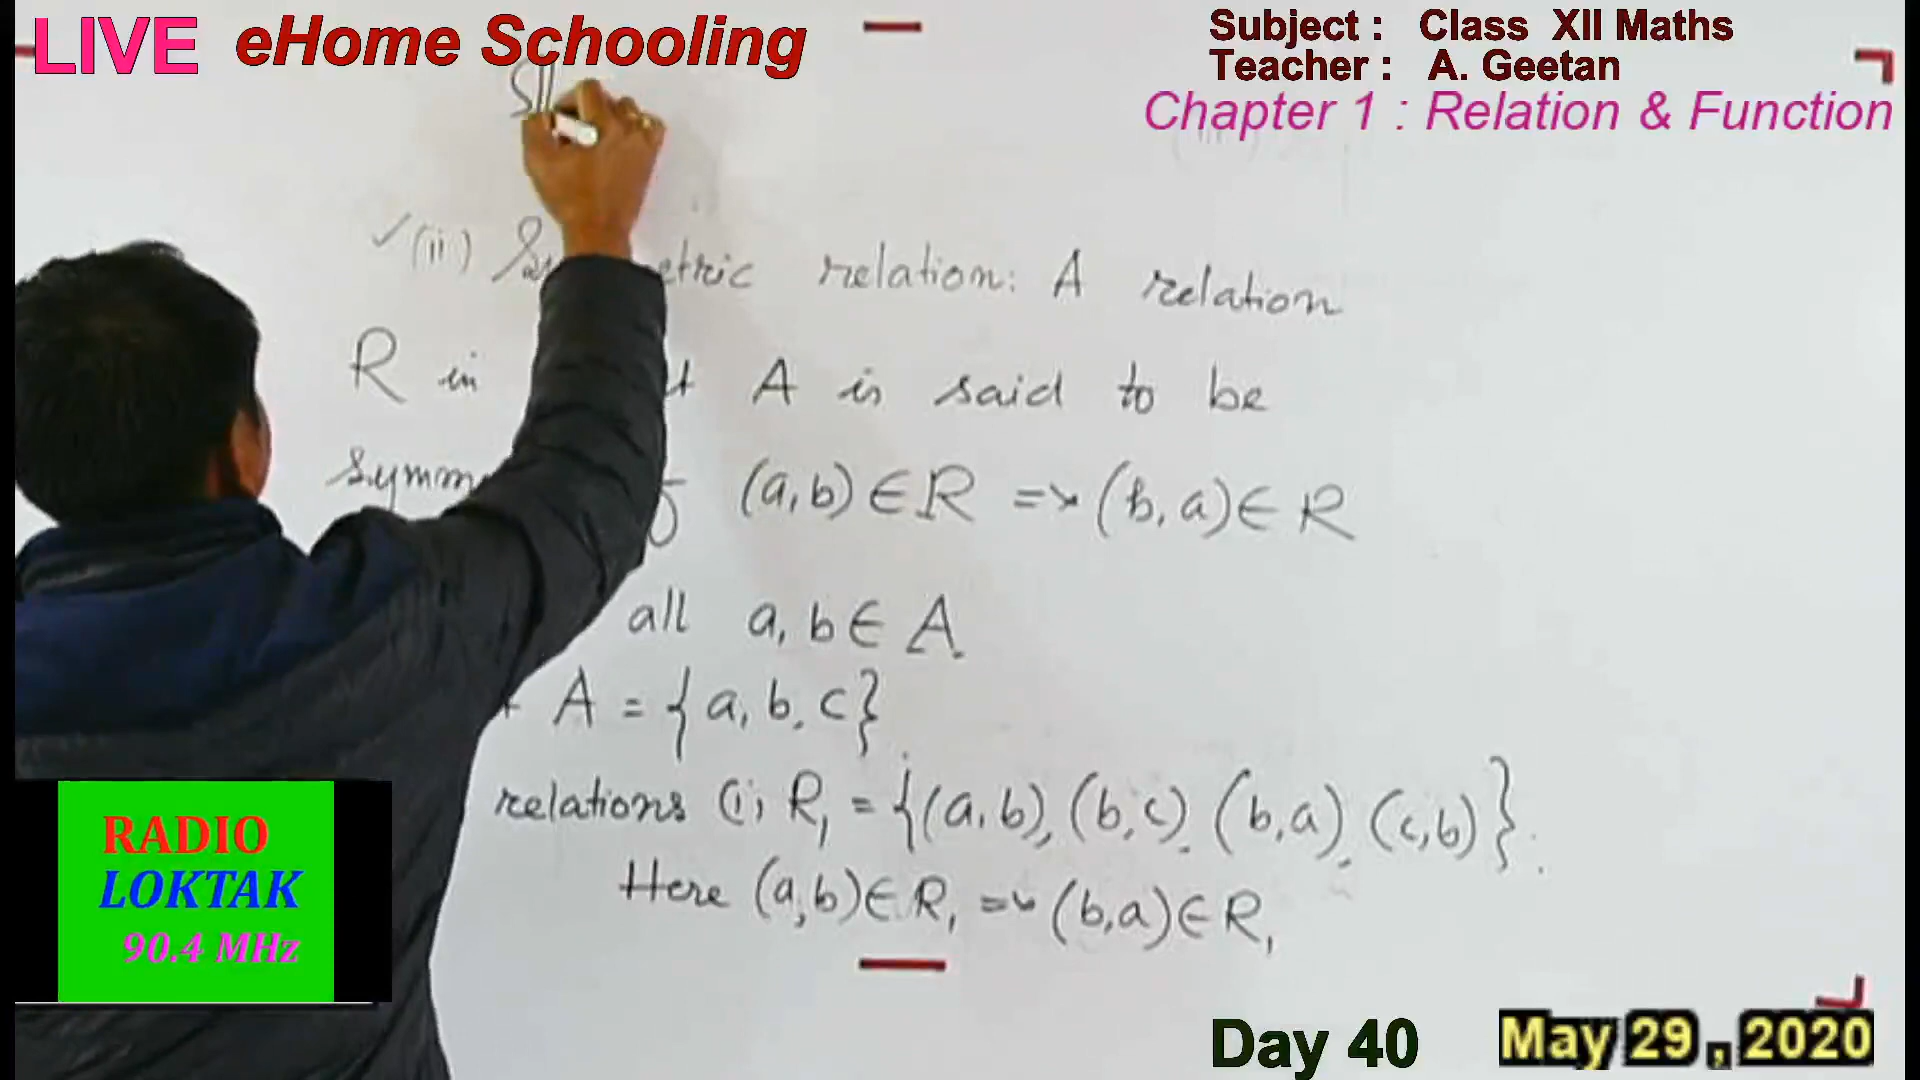 LIVE eHome Schooling
Subject : Class XII Maths
Teacher : A. Geetan
Chapter 1 : Relation & Function
✓(ii) relation: A relation
R in A is said to be
symm (a,b) ∈ R => (b,a) ∈ R
all a, b ∈ A.
A = {a, b, c}
relations (i) R₁ = {(a,b), (b,c), (b,a), (c,b)}.
Here (a,b) ∈ R₁ => (b,a) ∈ R₁
RADIO
LOKTAK
90.4 MHz
Day 40
May 29, 2020